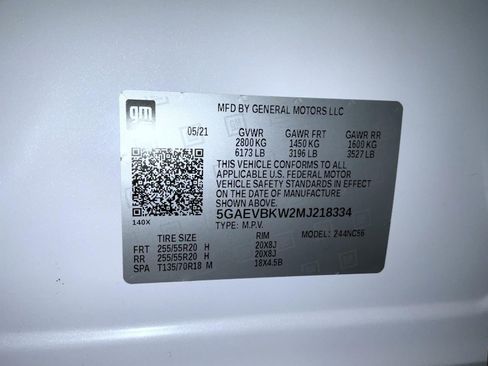 gm
MFD BY GENERAL MOTORS LLC
05/21 GVWR GAWR FRT GAWR RR
2800 KG 1450 KG 1600 KG
6173 LB 3196 LB 3527 LB
THIS VEHICLE CONFORMS TO ALL
APPLICABLE U.S. FEDERAL MOTOR
VEHICLE SAFETY STANDARDS IN EFFECT
ON THE DATE OF MANUFACTURE
SHOWN ABOVE.
5GAEVBKW2MJ218334
140X TYPE: M.P.V. MODEL: 244NC56
TIRE SIZE RIM
FRT 255/55R20 H 20X8J
RR 255/55R20 H 20X8J
SPA T135/70R18 M 18X4.5B